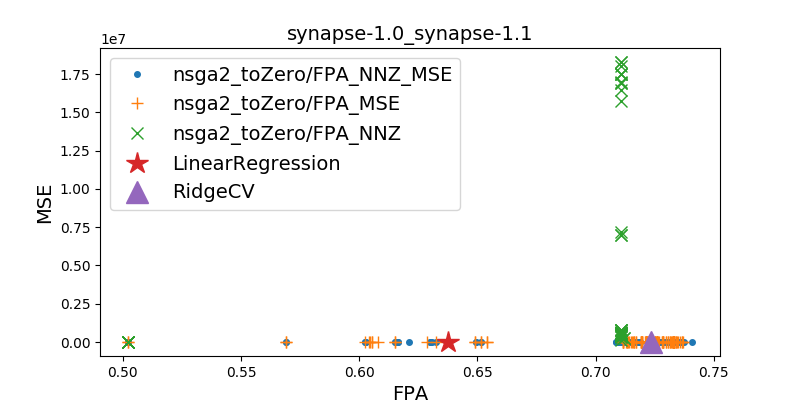 synapse-1.0_synapse-1.1
1e7
1.75
1.50
1.25
1.00
0.75
0.50
0.25
0.00
MSE
nsga2_toZero/FPA_NNZ_MSE
nsga2_toZero/FPA_MSE
nsga2_toZero/FPA_NNZ
LinearRegression
RidgeCV
0.50 0.55 0.60 0.65 0.70 0.75
FPA